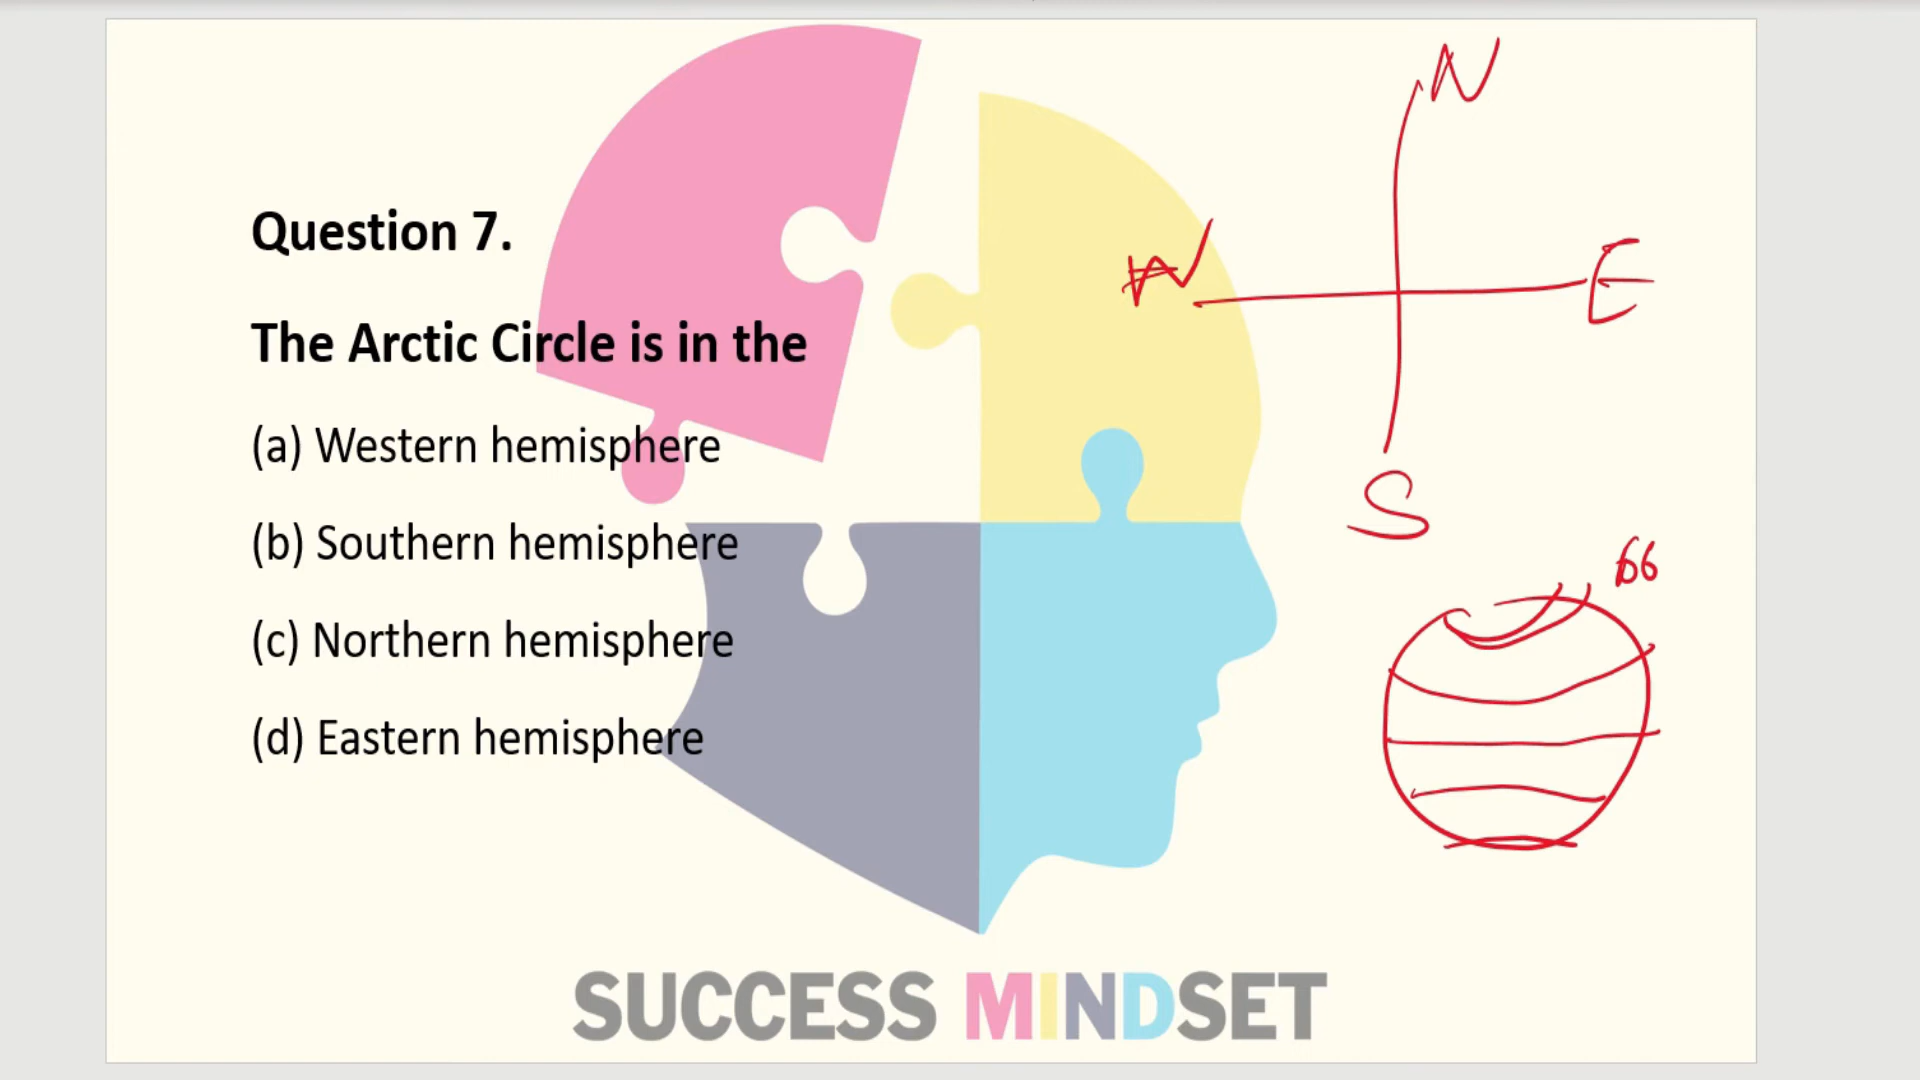 N
Question 7.
W
E
The Arctic Circle is in the
(a) Western hemisphere
S
(b) Southern hemisphere
66
(c) Northern hemisphere
(d) Eastern hemisphere
SUCCESS MINDSET